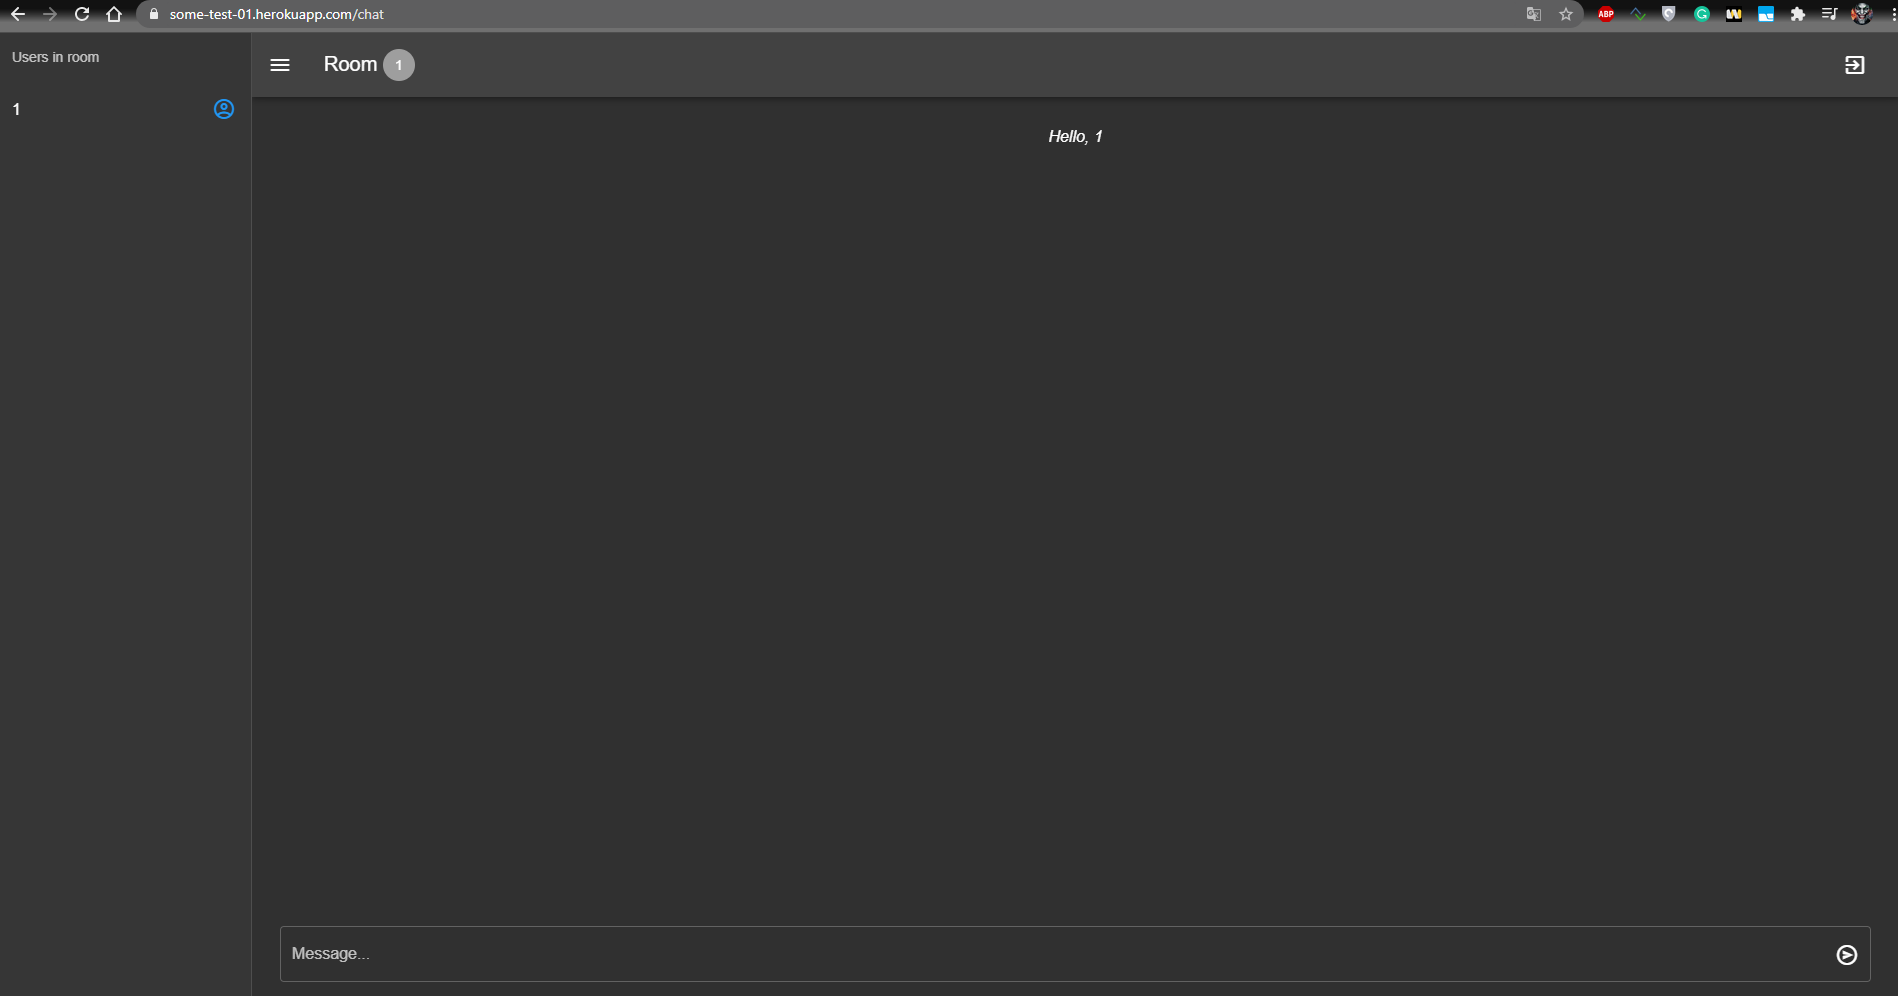 some-test-01.herokuapp.com/chat
ABP
Users in room
1
Room 1
Hello, 1
Message...